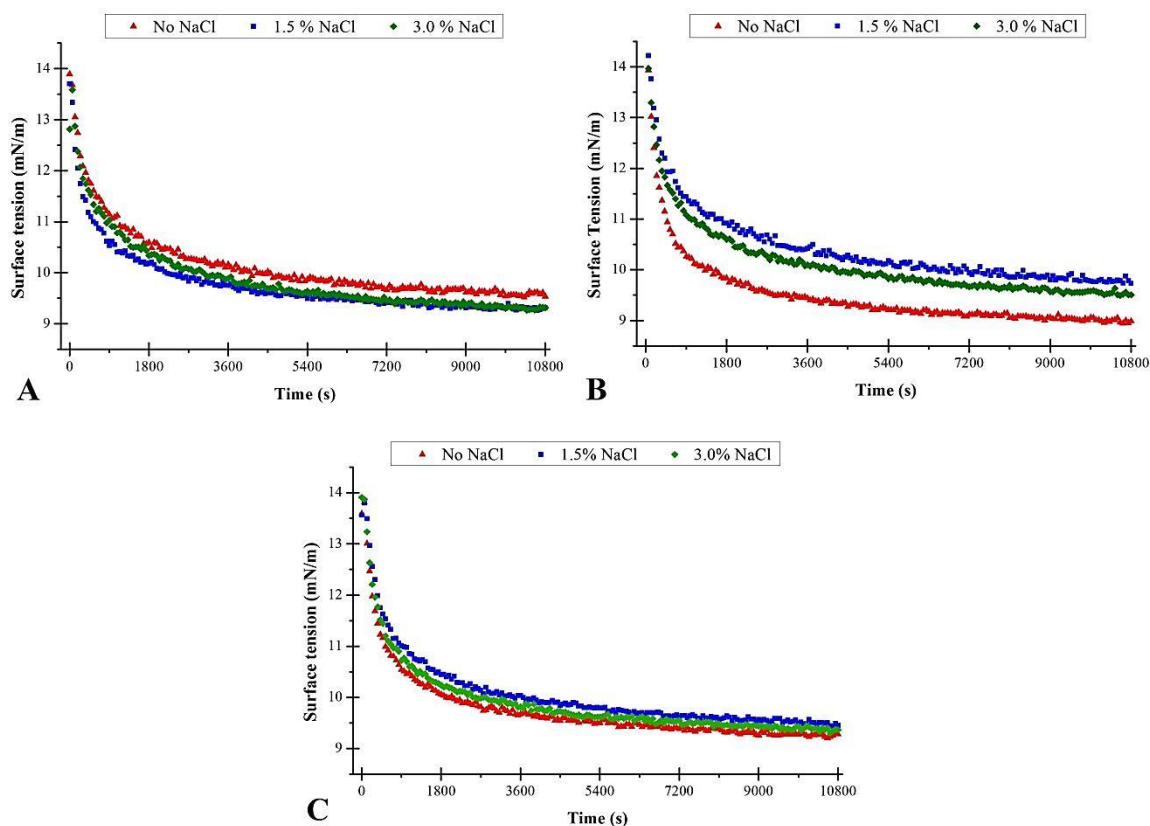 No NaCl 1.5 % NaCl 3.0 % NaCl
14
13
12
11
10
9
Surface tension (mN/m)
0 1800 3600 5400 7200 9000 10800
Time (s)
A
No NaCl 1.5 % NaCl 3.0 % NaCl
14
13
12
11
10
9
Surface Tension (mN/m)
0 1800 3600 5400 7200 9000 10800
Time (s)
B
No NaCl 1.5% NaCl 3.0% NaCl
14
13
12
11
10
9
Surface tension (mN/m)
0 1800 3600 5400 7200 9000 10800
Time (s)
C